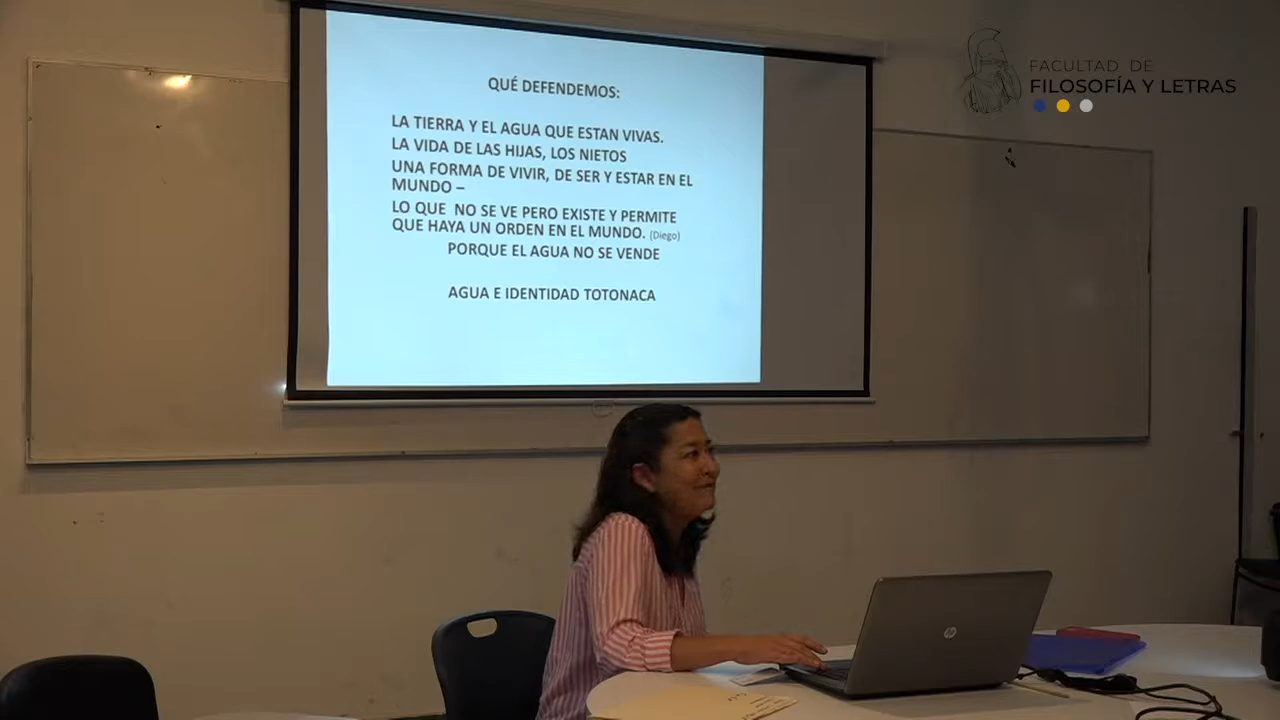 QUÉ DEFENDEMOS:
LA TIERRA Y EL AGUA QUE ESTAN VIVAS.
LA VIDA DE LAS HIJAS, LOS NIETOS
UNA FORMA DE VIVIR, DE SER Y ESTAR EN EL
MUNDO –
LO QUE NO SE VE PERO EXISTE Y PERMITE
QUE HAYA UN ORDEN EN EL MUNDO. (Diego)
PORQUE EL AGUA NO SE VENDE
AGUA E IDENTIDAD TOTONACA
FACULTAD DE
FILOSOFÍA Y LETRAS
hp